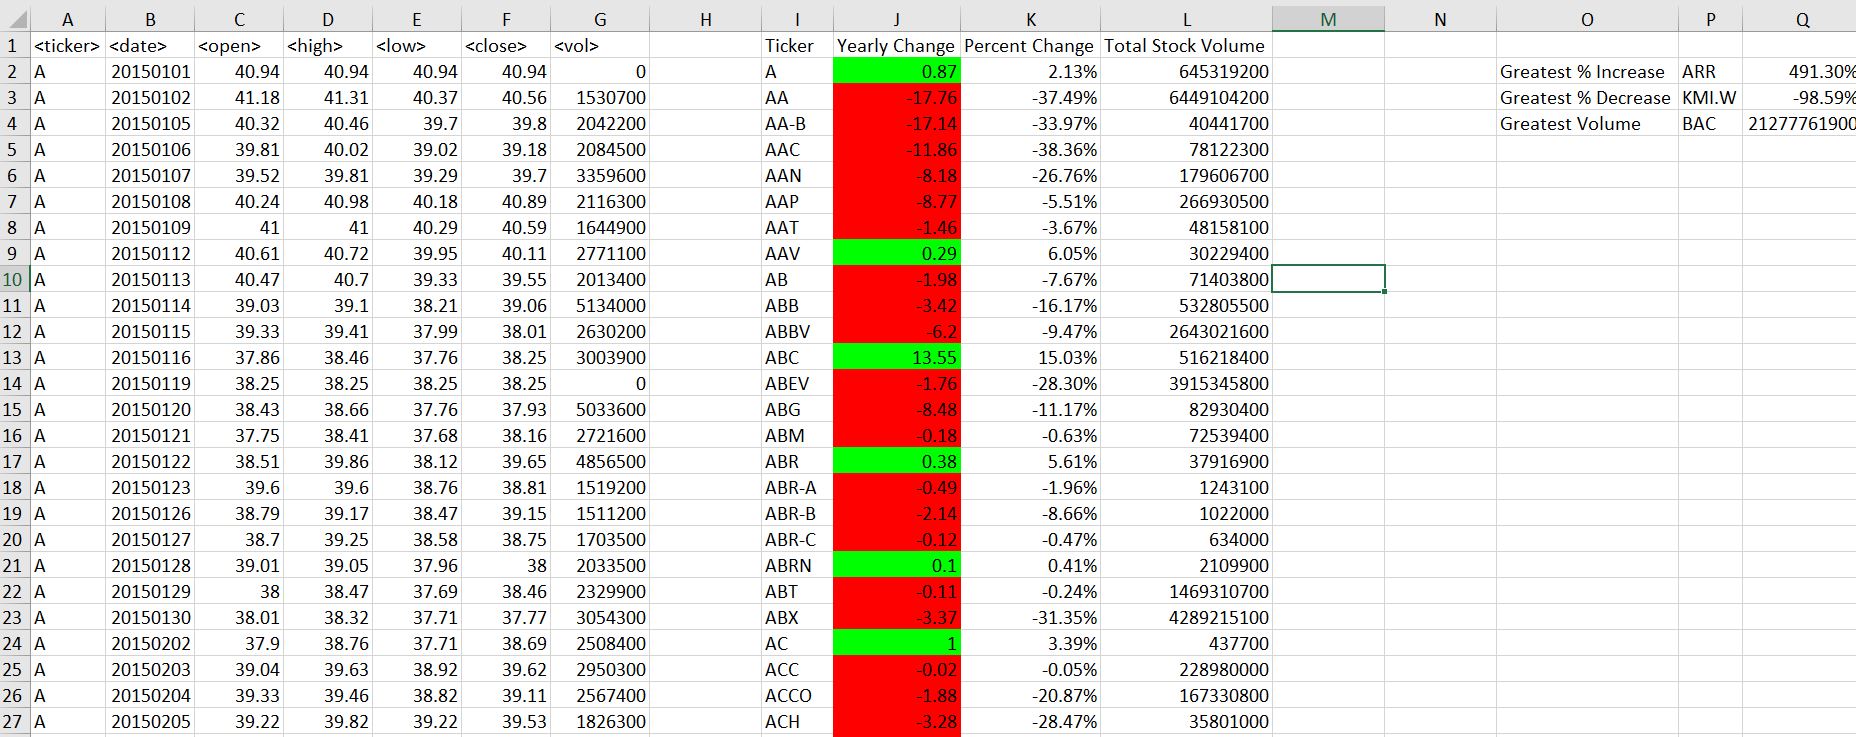 A B C D E F G H I J K L M N O P Q
1 <ticker> <date> <open> <high> <low> <close> <vol> Ticker Yearly Change Percent Change Total Stock Volume
2 A 20150101 40.94 40.94 40.94 40.94 0 A 0.87 2.13% 645319200 Greatest % Increase ARR 491.30%
3 A 20150102 41.18 41.31 40.37 40.56 1530700 AA -17.76 -37.49% 6449104200 Greatest % Decrease KMI.W -98.59%
4 A 20150105 40.32 40.46 39.7 39.8 2042200 AA-B -17.14 -33.97% 40441700 Greatest Volume BAC 21277761900
5 A 20150106 39.81 40.02 39.02 39.18 2084500 AAC -11.86 -38.36% 78122300
6 A 20150107 39.52 39.81 39.29 39.7 3359600 AAN -8.18 -26.76% 179606700
7 A 20150108 40.24 40.98 40.18 40.89 2116300 AAP -8.77 -5.51% 266930500
8 A 20150109 41 41 40.29 40.59 1644900 AAT -1.46 -3.67% 48158100
9 A 20150112 40.61 40.72 39.95 40.11 2771100 AAV 0.29 6.05% 30229400
10 A 20150113 40.47 40.7 39.33 39.55 2013400 AB -1.98 -7.67% 71403800
11 A 20150114 39.03 39.1 38.21 39.06 5134000 ABB -3.42 -16.17% 532805500
12 A 20150115 39.33 39.41 37.99 38.01 2630200 ABBV -6.2 -9.47% 2643021600
13 A 20150116 37.86 38.46 37.76 38.25 3003900 ABC 13.55 15.03% 516218400
14 A 20150119 38.25 38.25 38.25 38.25 0 ABEV -1.76 -28.30% 3915345800
15 A 20150120 38.43 38.66 37.76 37.93 5033600 ABG -8.48 -11.17% 82930400
16 A 20150121 37.75 38.41 37.68 38.16 2721600 ABM -0.18 -0.63% 72539400
17 A 20150122 38.51 39.86 38.12 39.65 4856500 ABR 0.38 5.61% 37916900
18 A 20150123 39.6 39.6 38.76 38.81 1519200 ABR-A -0.49 -1.96% 1243100
19 A 20150126 38.79 39.17 38.47 39.15 1511200 ABR-B -2.14 -8.66% 1022000
20 A 20150127 38.7 39.25 38.58 38.75 1703500 ABR-C -0.12 -0.47% 634000
21 A 20150128 39.01 39.05 37.96 38 2033500 ABRN 0.1 0.41% 2109900
22 A 20150129 38 38.47 37.69 38.46 2329900 ABT -0.11 -0.24% 1469310700
23 A 20150130 38.01 38.32 37.71 37.77 3054300 ABX -3.37 -31.35% 4289215100
24 A 20150202 37.9 38.76 37.71 38.69 2508400 AC 1 3.39% 437700
25 A 20150203 39.04 39.63 38.92 39.62 2950300 ACC -0.02 -0.05% 228980000
26 A 20150204 39.33 39.46 38.82 39.11 2567400 ACCO -1.88 -20.87% 167330800
27 A 20150205 39.22 39.82 39.22 39.53 1826300 ACH -3.28 -28.47% 35801000